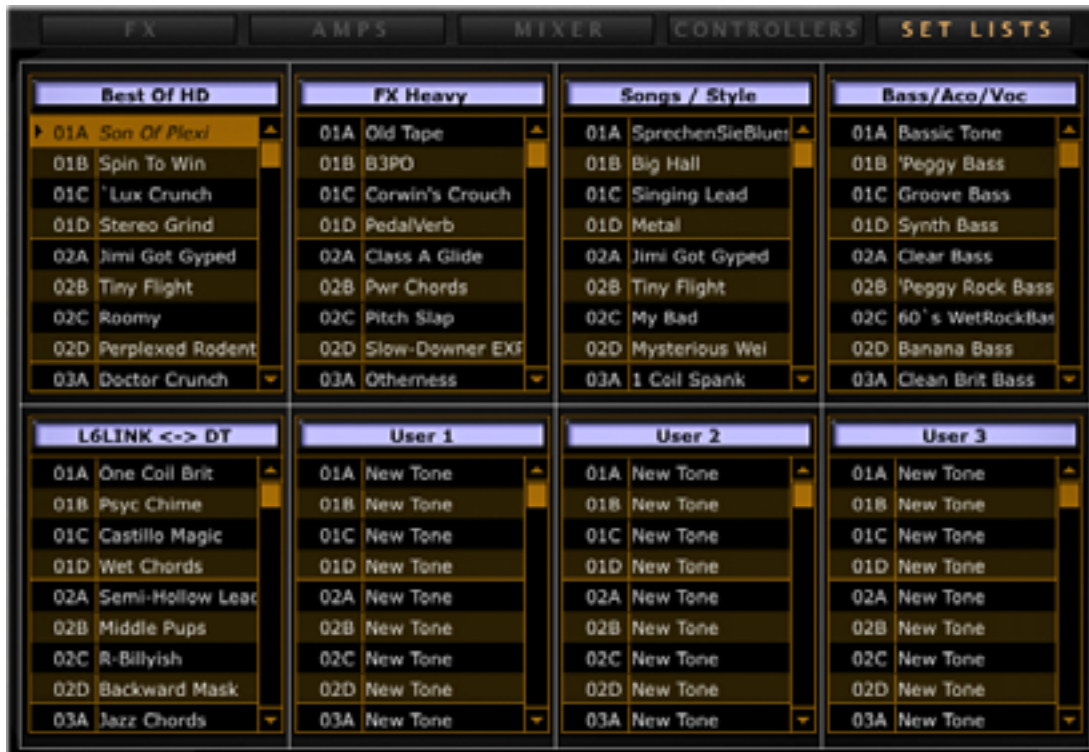 FX AMPS MIXER CONTROLLERS SET LISTS
Best Of HD
01A Son Of Plexi
01B Spin To Win
01C `Lux Crunch
01D Stereo Grind
02A Jimi Got Gyped
02B Tiny Flight
02C Roomy
02D Perplexed Rodent
03A Doctor Crunch
FX Heavy
01A Old Tape
01B B3PO
01C Corwin's Crouch
01D PedalVerb
02A Class A Glide
02B Pwr Chords
02C Pitch Slap
02D Slow-Downer EXP
03A Otherness
Songs / Style
01A SprechenSieBlues
01B Big Hall
01C Singing Lead
01D Metal
02A Jimi Got Gyped
02B Tiny Flight
02C My Bad
02D Mysterious Wei
03A 1 Coil Spank
Bass/Aco/Voc
01A Bassic Tone
01B 'Peggy Bass
01C Groove Bass
01D Synth Bass
02A Clear Bass
02B 'Peggy Rock Bass
02C 60`s WetRockBas
02D Banana Bass
03A Clean Brit Bass
L6LINK <-> DT
01A One Coil Brit
01B Psyc Chime
01C Castillo Magic
01D Wet Chords
02A Semi-Hollow Lead
02B Middle Pups
02C R-Billyish
02D Backward Mask
03A Jazz Chords
User 1
01A New Tone
01B New Tone
01C New Tone
01D New Tone
02A New Tone
02B New Tone
02C New Tone
02D New Tone
03A New Tone
User 2
01A New Tone
01B New Tone
01C New Tone
01D New Tone
02A New Tone
02B New Tone
02C New Tone
02D New Tone
03A New Tone
User 3
01A New Tone
01B New Tone
01C New Tone
01D New Tone
02A New Tone
02B New Tone
02C New Tone
02D New Tone
03A New Tone